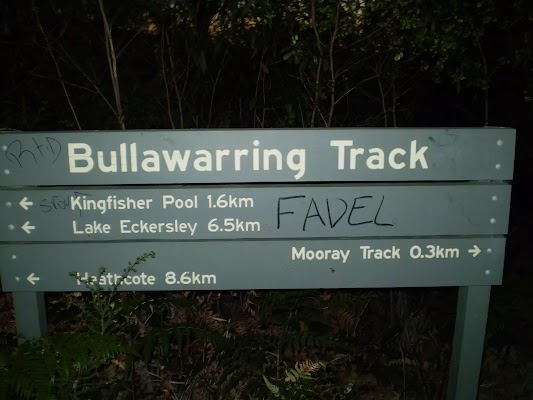 Bullawarring Track
← Kingfisher Pool 1.6km
← Lake Eckersley 6.5km
FADEL
Mooray Track 0.3km →
← Heathcote 8.6km